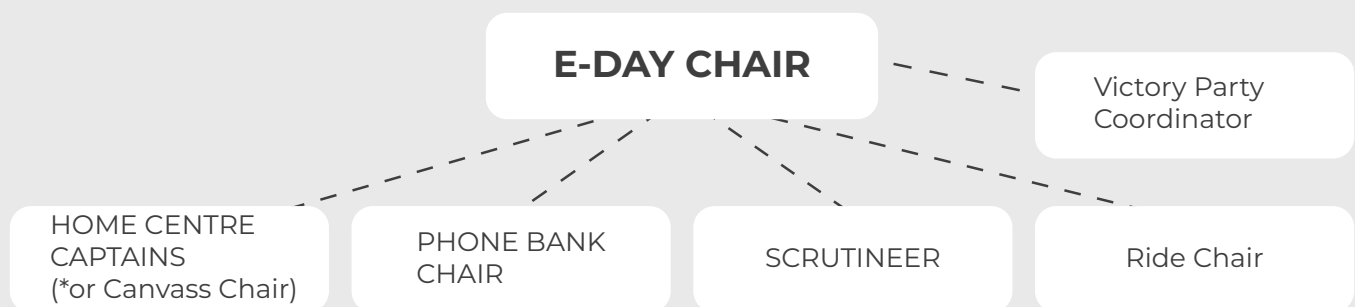 E-DAY CHAIR
Victory Party
Coordinator
HOME CENTRE
CAPTAINS
(*or Canvass Chair)
PHONE BANK
CHAIR
SCRUTINEER
Ride Chair